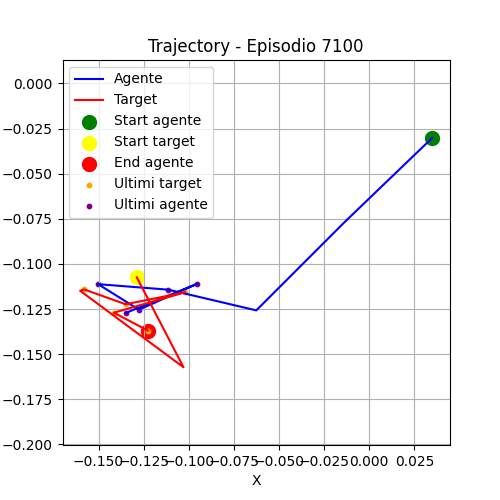 Trajectory - Episodio 7100
Agente
Target
Start agente
Start target
End agente
Ultimi target
Ultimi agente
0.000
−0.025
−0.050
−0.075
−0.100
−0.125
−0.150
−0.175
−0.200
−0.150 −0.125 −0.100 −0.075 −0.050 −0.025 0.000 0.025
X